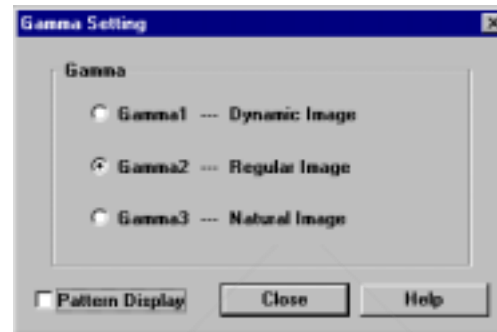 Gamma Setting
Gamma
Gamma1 --- Dynamic Image
Gamma2 --- Regular Image
Gamma3 --- Natural Image
Pattern Display Close Help